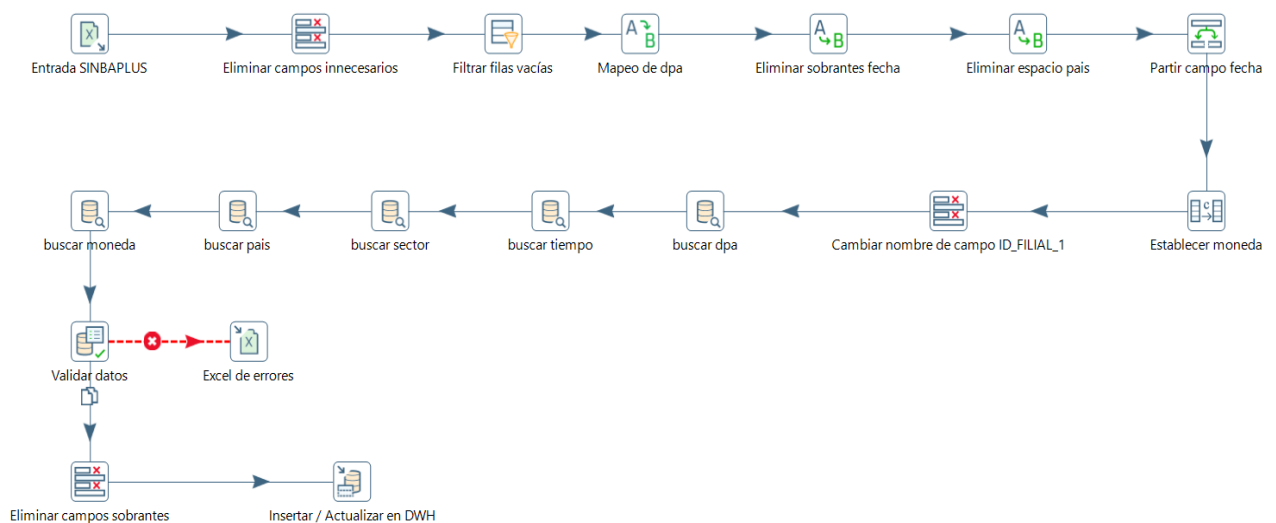 Entrada SINBAPLUS
Eliminar campos innecesarios
Filtrar filas vacías
Mapeo de dpa
Eliminar sobrantes fecha
Eliminar espacio pais
Partir campo fecha
buscar moneda
buscar pais
buscar sector
buscar tiempo
buscar dpa
Cambiar nombre de campo ID_FILIAL_1
Establecer moneda
Validar datos
Excel de errores
Eliminar campos sobrantes
Insertar / Actualizar en DWH